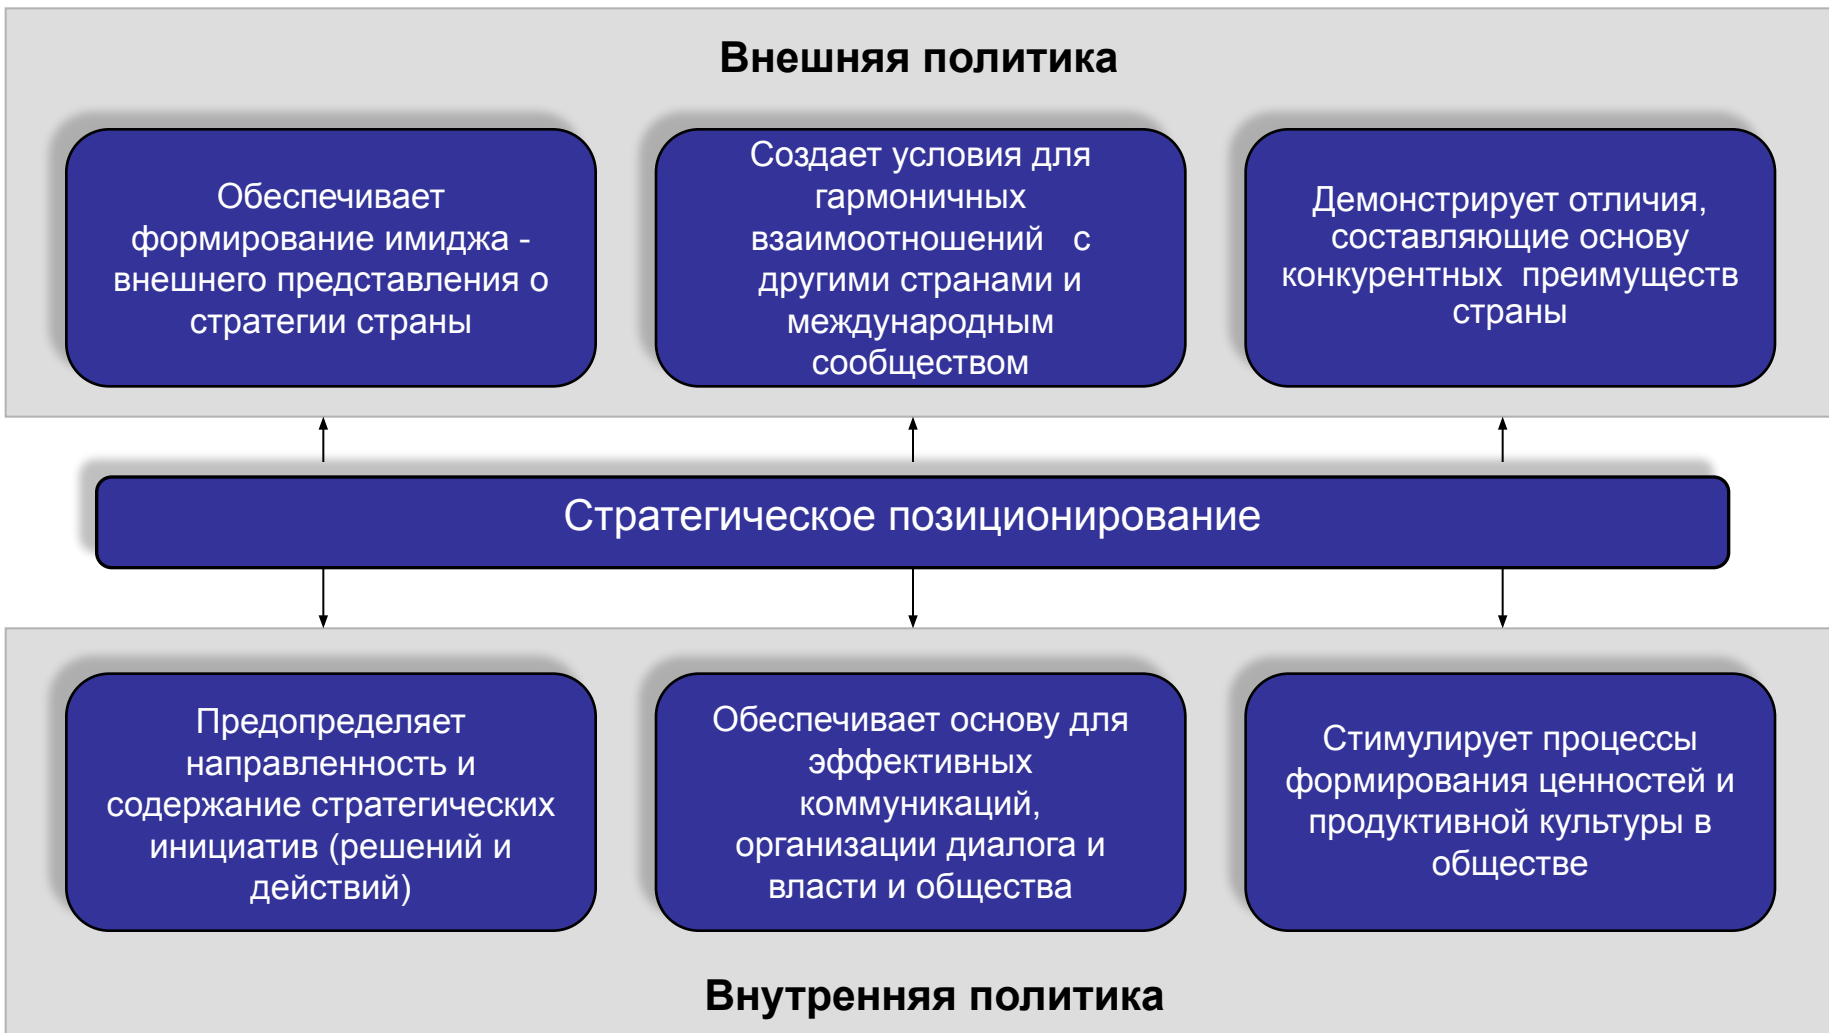 Внешняя политика
Обеспечивает
формирование имиджа -
внешнего представления о
стратегии страны
Создает условия для
гармоничных
взаимоотношений с
другими странами и
международным
сообществом
Демонстрирует отличия,
составляющие основу
конкурентных преимуществ
страны
Стратегическое позиционирование
Предопределяет
направленность и
содержание стратегических
инициатив (решений и
действий)
Обеспечивает основу для
эффективных
коммуникаций,
организации диалога и
власти и общества
Стимулирует процессы
формирования ценностей и
продуктивной культуры в
обществе
Внутренняя политика